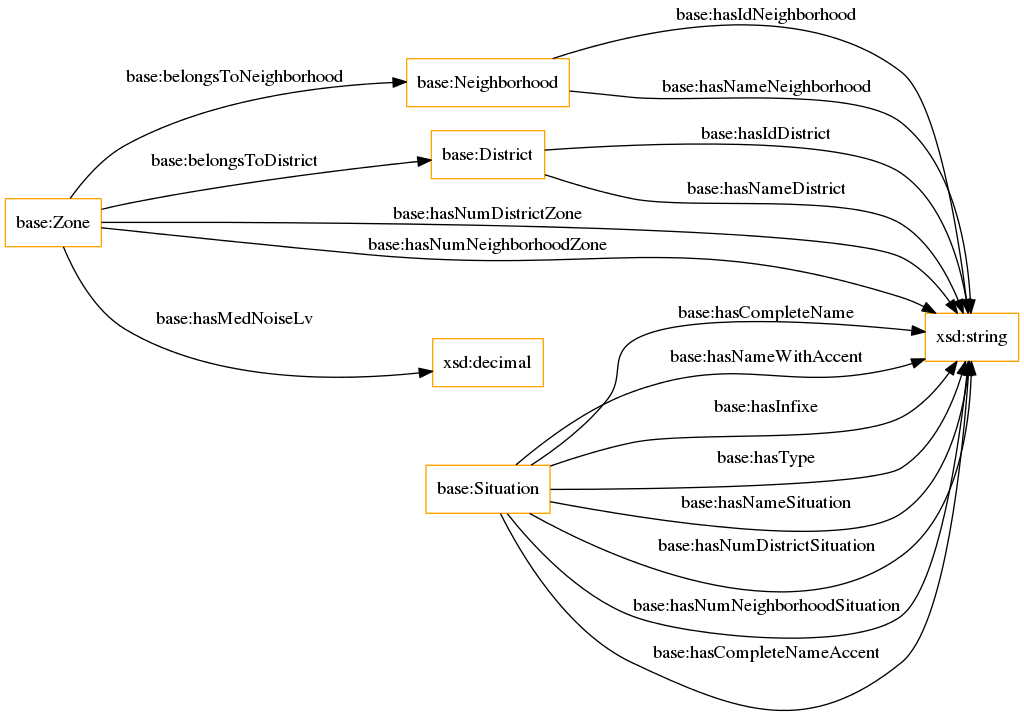 base:hasIdNeighborhood
base:belongsToNeighborhood
base:Neighborhood
base:hasNameNeighborhood
base:hasIdDistrict
base:belongsToDistrict
base:District
base:hasNameDistrict
base:Zone
base:hasNumDistrictZone
base:hasNumNeighborhoodZone
base:hasMedNoiseLv
base:hasCompleteName
xsd:string
base:hasNameWithAccent
xsd:decimal
base:hasInfixe
base:hasType
base:Situation
base:hasNameSituation
base:hasNumDistrictSituation
base:hasNumNeighborhoodSituation
base:hasCompleteNameAccent